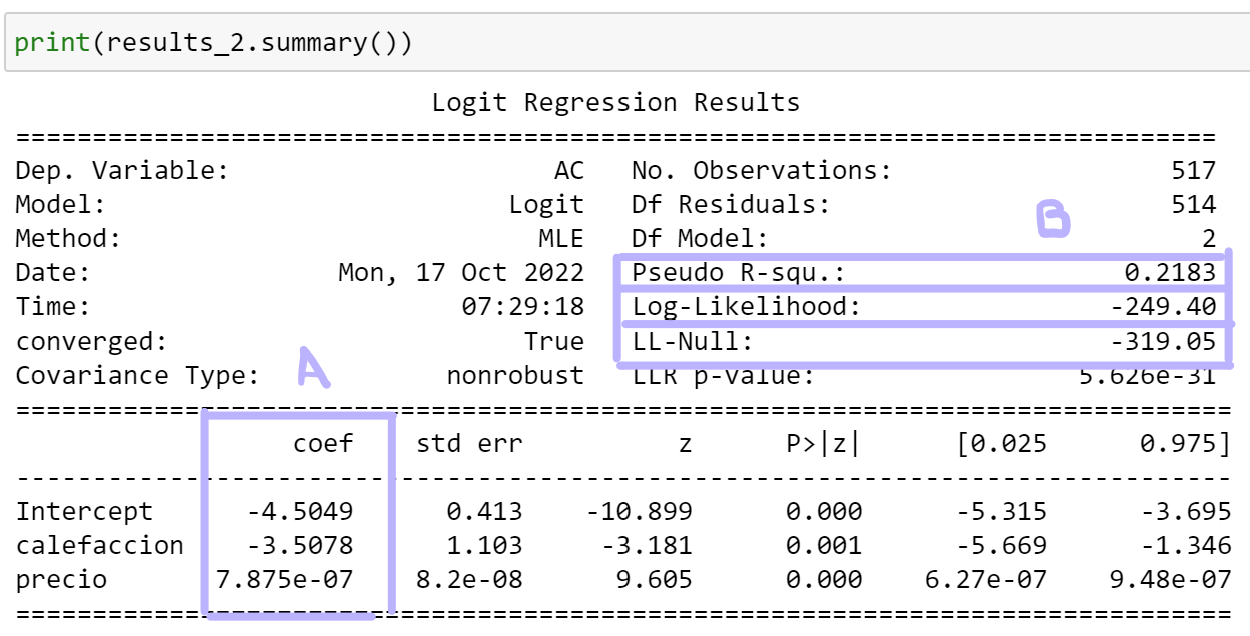 print(results_2.summary())
Logit Regression Results
==============================================================================
Dep. Variable: AC No. Observations: 517
Model: Logit Df Residuals: 514
Method: MLE Df Model: 2
Date: Mon, 17 Oct 2022 Pseudo R-squ.: 0.2183
Time: 07:29:18 Log-Likelihood: -249.40
converged: True LL-Null: -319.05
Covariance Type: nonrobust LLR p-value: 5.626e-31
B
A
===============================================================================
coef std err z P>|z| [0.025 0.975]
-------------------------------------------------------------------------------
Intercept -4.5049 0.413 -10.899 0.000 -5.315 -3.695
calefaccion -3.5078 1.103 -3.181 0.001 -5.669 -1.346
precio 7.875e-07 8.2e-08 9.605 0.000 6.27e-07 9.48e-07
===============================================================================